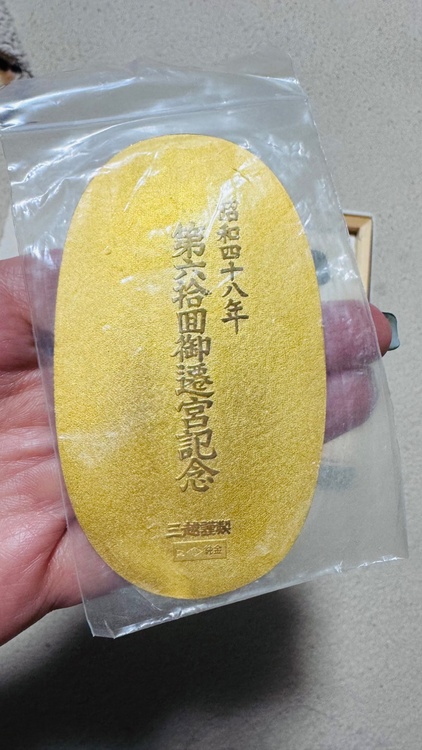 昭和四十八年
第六拾回御遷宮記念
三越謹製
純金